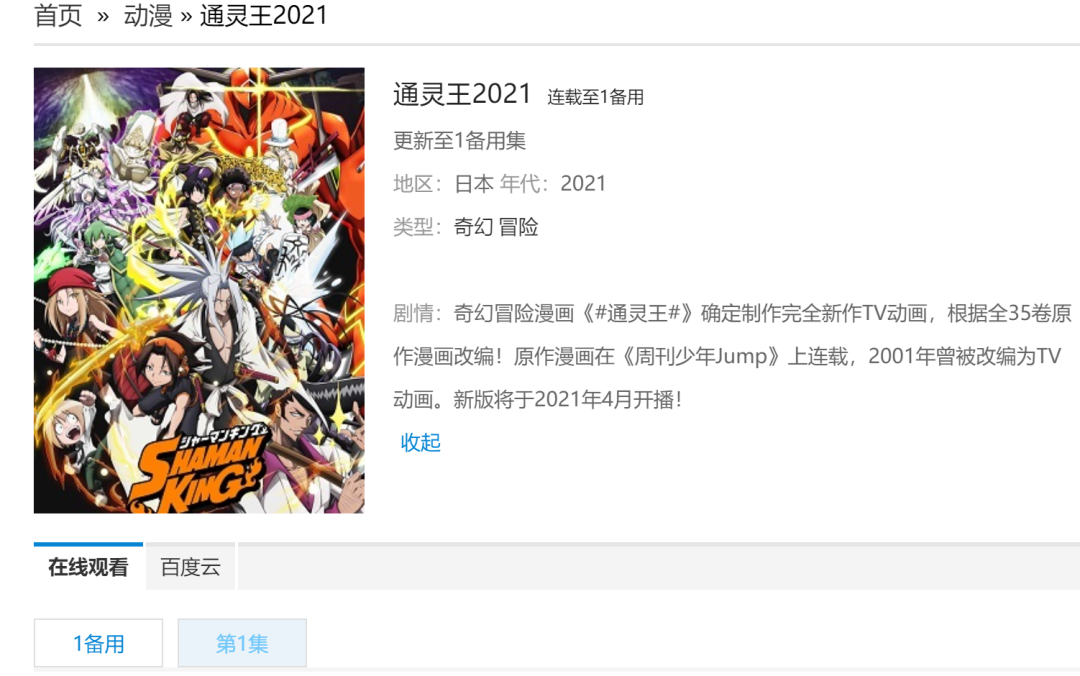 首页 » 动漫 » 通灵王2021
通灵王2021 连载至1备用
更新至1备用集
地区：日本 年代：2021
类型：奇幻 冒险
剧情：奇幻冒险漫画《#通灵王#》确定制作完全新作TV动画，根据全35卷原
作漫画改编！原作漫画在《周刊少年Jump》上连载，2001年曾被改编为TV
动画。新版将于2021年4月开播！
收起
シャーマンキング
SHAMAN
KING
在线观看 百度云
1备用 第1集